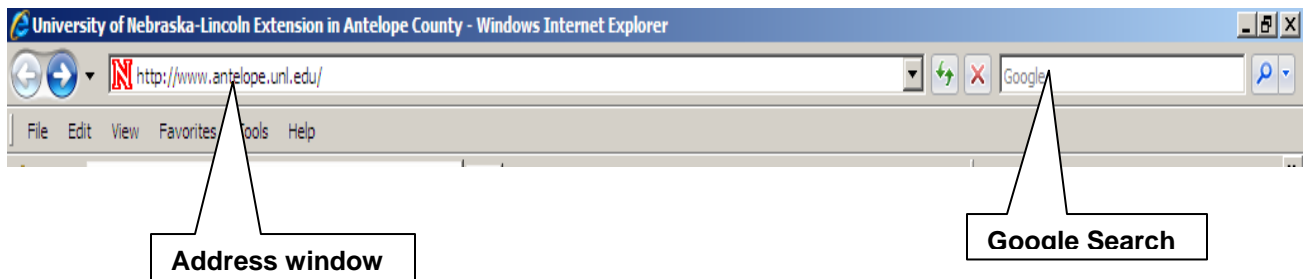 University of Nebraska-Lincoln Extension in Antelope County - Windows Internet Explorer
N http://www.antelope.unl.edu/ Google
File Edit View Favorites Tools Help
Address window
Google Search